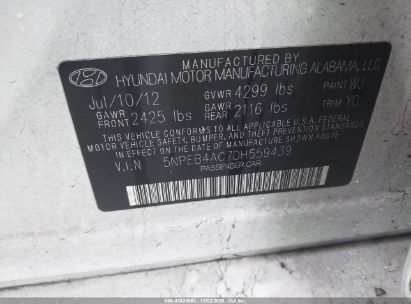 MANUFACTURED BY
HYUNDAI MOTOR MANUFACTURING ALABAMA, LLC
Jul/10/12 GVWR 4299 lbs PAINT WJ
GAWR FRONT 2425 lbs GAWR REAR 2116 lbs TRIM YD
THIS VEHICLE CONFORMS TO ALL APPLICABLE FEDERAL
MOTOR VEHICLE SAFETY, BUMPER, AND THEFT PREVENTION
STANDARDS IN EFFECT ON THE DATE OF MANUFACTURE SHOWN ABOVE.
V.I.N 5NPEB4AC7DH559439
PASSENGER CAR